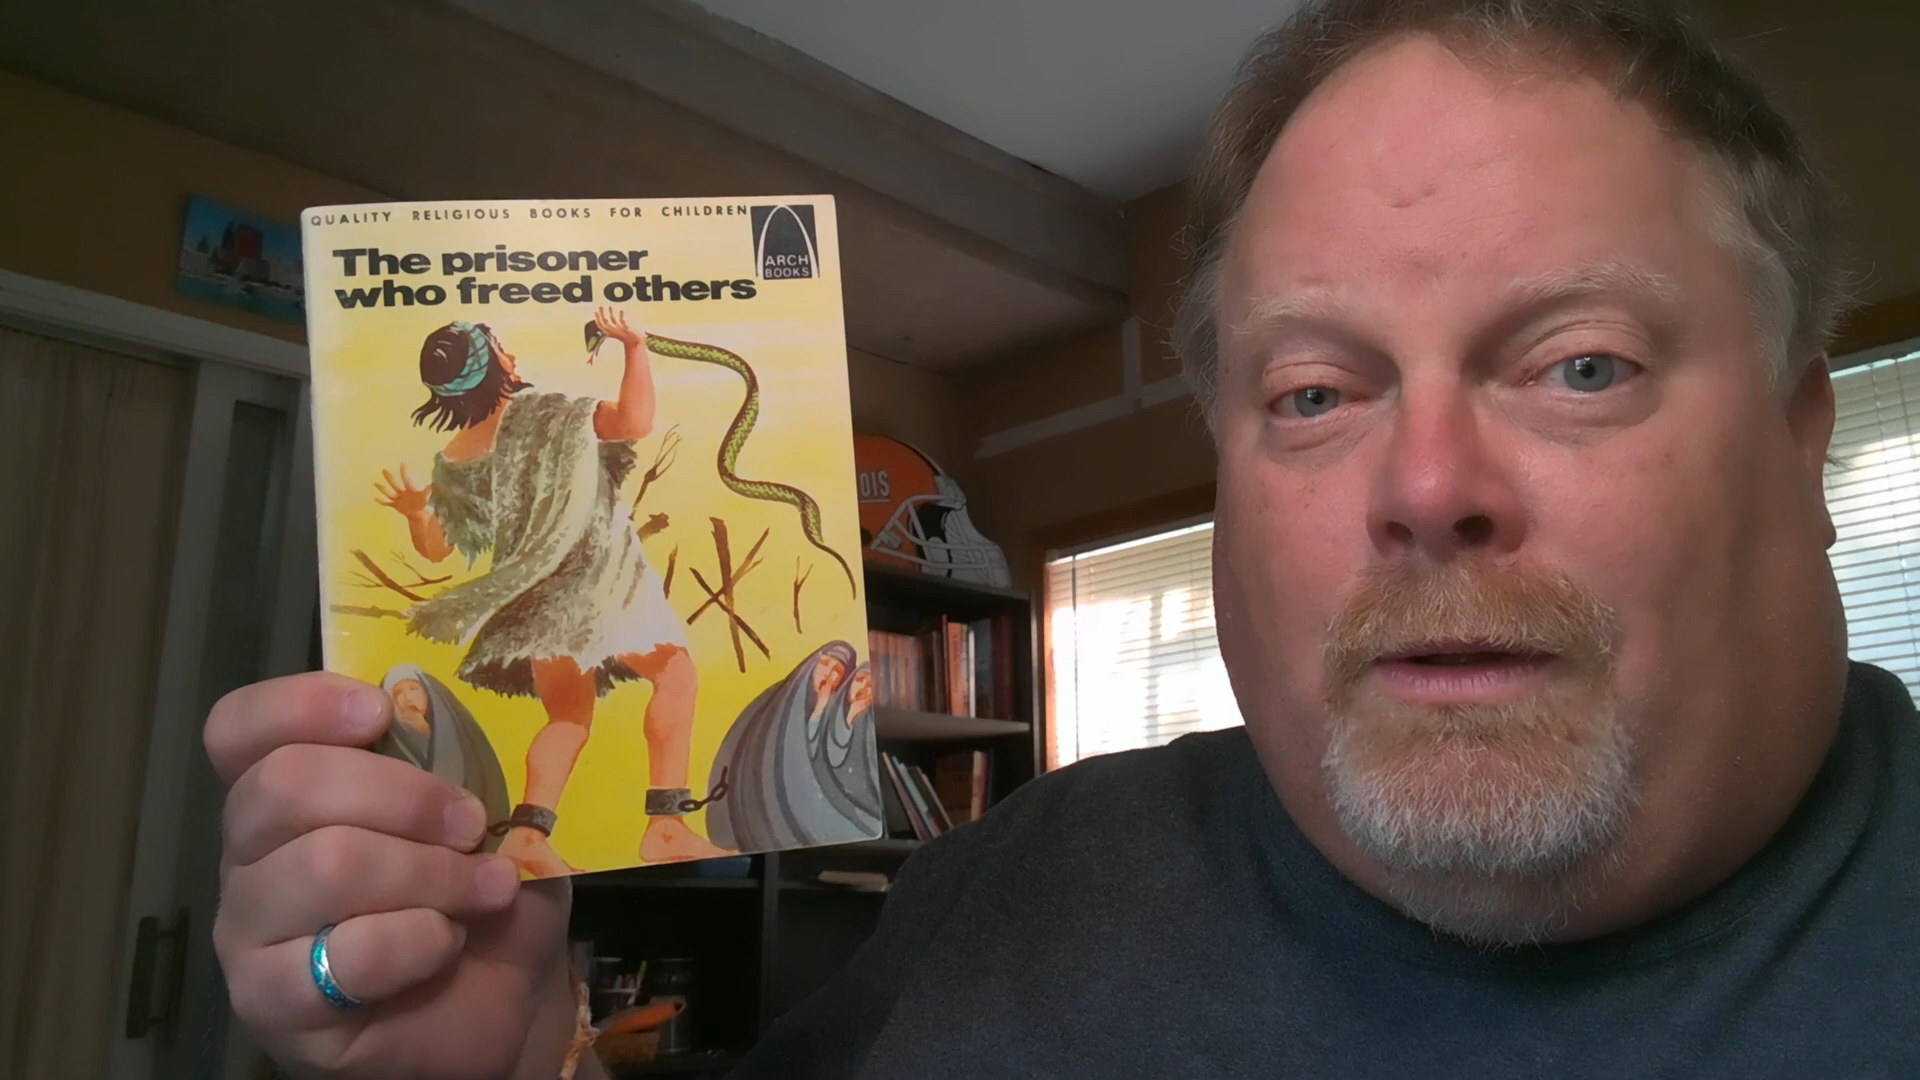 QUALITY RELIGIOUS BOOKS FOR CHILDREN
ARCH
BOOKS
The prisoner
who freed others
OIS